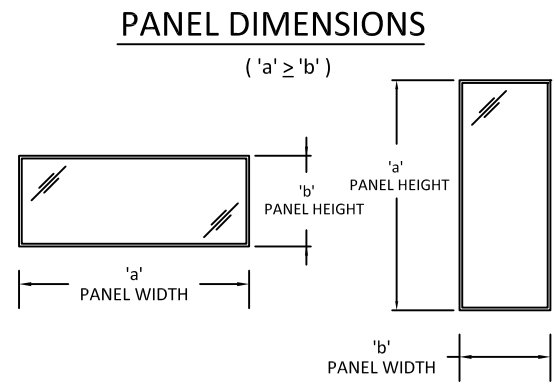 PANEL DIMENSIONS
( 'a' ≥ 'b' )
'b'
PANEL HEIGHT
'a'
PANEL WIDTH
'a'
PANEL HEIGHT
'b'
PANEL WIDTH